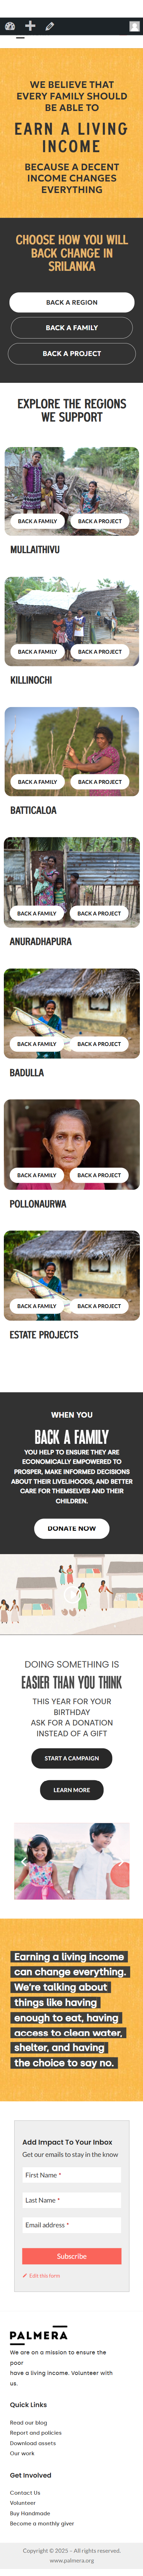 WE BELIEVE THAT
EVERY FAMILY SHOULD
BE ABLE TO
EARN A LIVING
INCOME
BECAUSE A DECENT
INCOME CHANGES
EVERYTHING
CHOOSE HOW YOU WILL
BACK CHANGE IN
SRILANKA
BACK A REGION
BACK A FAMILY
BACK A PROJECT
EXPLORE THE REGIONS
WE SUPPORT
BACK A FAMILY BACK A PROJECT
MULLAITHIVU
BACK A FAMILY BACK A PROJECT
KILLINOCHI
BACK A FAMILY BACK A PROJECT
BATTICALOA
BACK A FAMILY BACK A PROJECT
ANURADHAPURA
BACK A FAMILY BACK A PROJECT
BADULLA
BACK A FAMILY BACK A PROJECT
POLLONAURWA
BACK A FAMILY BACK A PROJECT
ESTATE PROJECTS
WHEN YOU
BACK A FAMILY
YOU HELP TO ENSURE THEY ARE
ECONOMICALLY EMPOWERED TO
PROSPER, MAKE INFORMED DECISIONS
ABOUT THEIR LIVELIHOODS, AND BETTER
CARE FOR THEMSELVES AND THEIR
CHILDREN.
DONATE NOW
DOING SOMETHING IS
EASIER THAN YOU THINK
THIS YEAR FOR YOUR
BIRTHDAY
ASK FOR A DONATION
INSTEAD OF A GIFT
START A CAMPAIGN
LEARN MORE
Earning a living income
can change everything.
We're talking about
things like having
enough to eat, having
access to clean water,
shelter, and having
the choice to say no.
Add Impact To Your Inbox
Get our emails to stay in the know
First Name *
Last Name *
Email address *
Subscribe
Edit this form
PALMERA
We are on a mission to ensure the
poor
have a living income. Volunteer with
us.
Quick Links
Read our blog
Report and policies
Download assets
Our work
Get Involved
Contact Us
Volunteer
Buy Handmade
Become a monthly giver
Copyright © 2025 – All rights reserved.
www.palmera.org